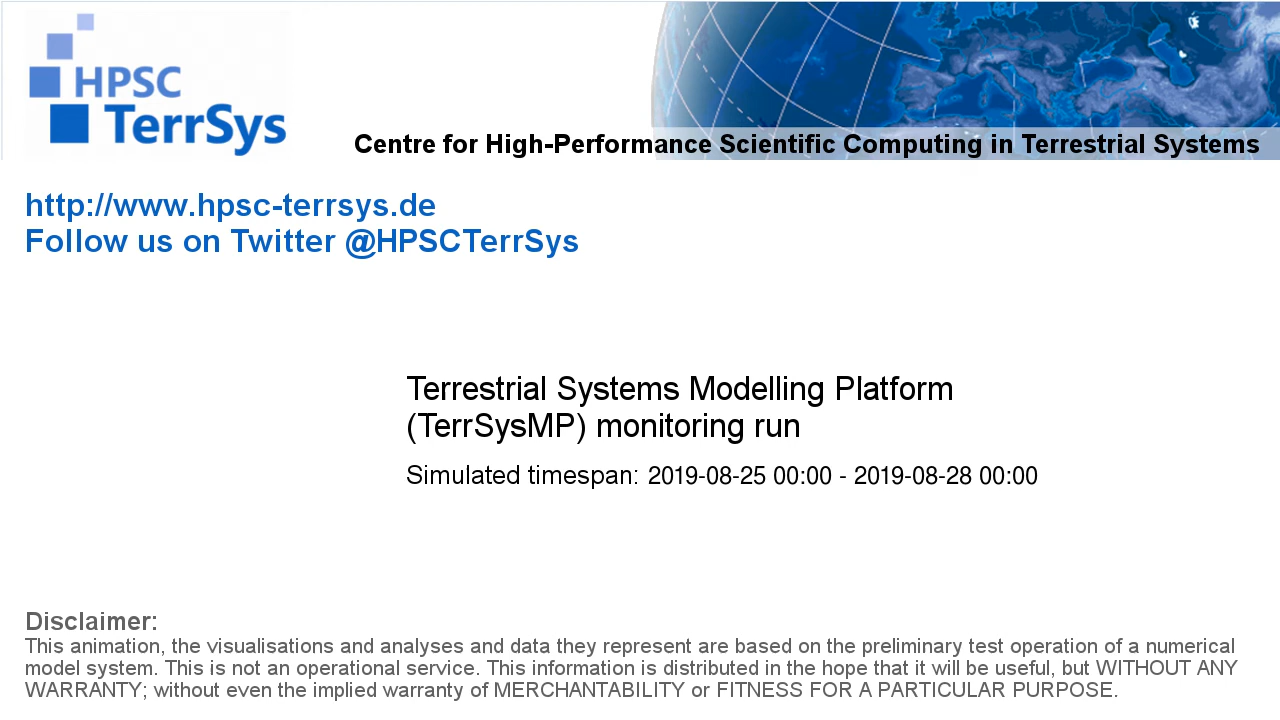 HPSC
TerrSys
Centre for High-Performance Scientific Computing in Terrestrial Systems
http://www.hpsc-terrsys.de
Follow us on Twitter @HPSCTerrSys
Terrestrial Systems Modelling Platform
(TerrSysMP) monitoring run
Simulated timespan: 2019-08-25 00:00 - 2019-08-28 00:00
Disclaimer:
This animation, the visualisations and analyses and data they represent are based on the preliminary test operation of a numerical
model system. This is not an operational service. This information is distributed in the hope that it will be useful, but WITHOUT ANY
WARRANTY; without even the implied warranty of MERCHANTABILITY or FITNESS FOR A PARTICULAR PURPOSE.